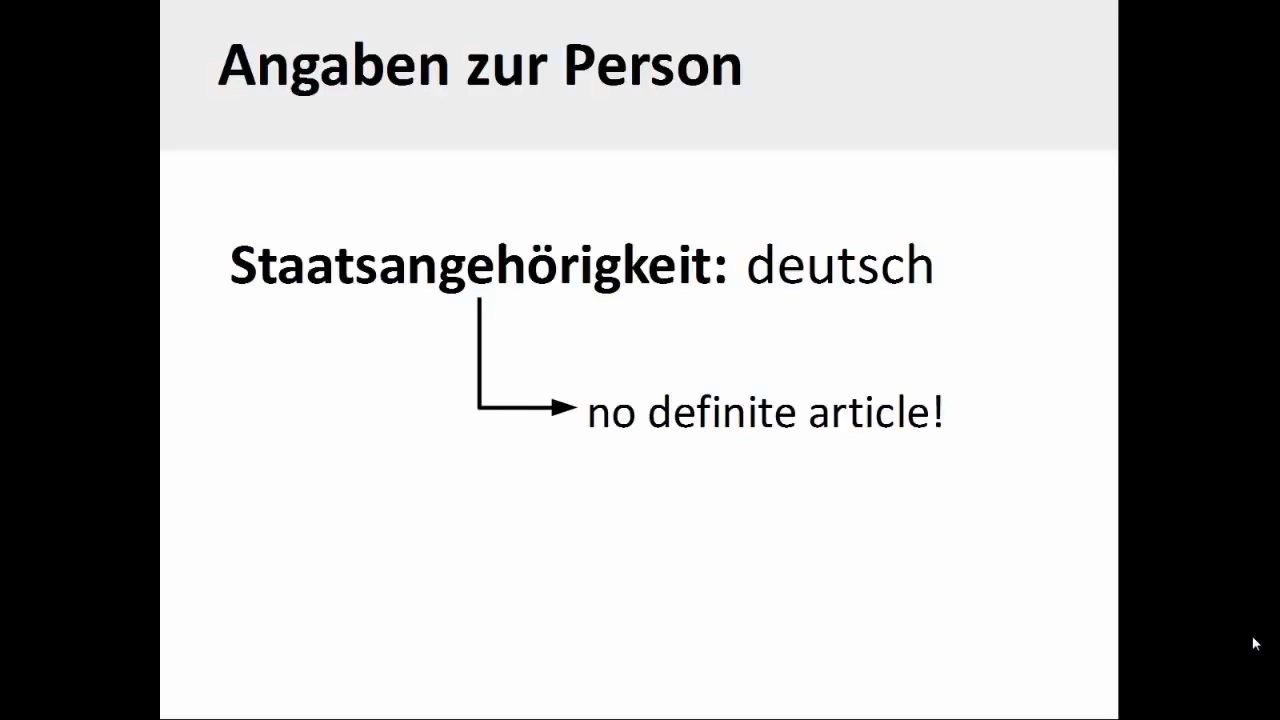 Angaben zur Person
Staatsangehörigkeit: deutsch
no definite article!